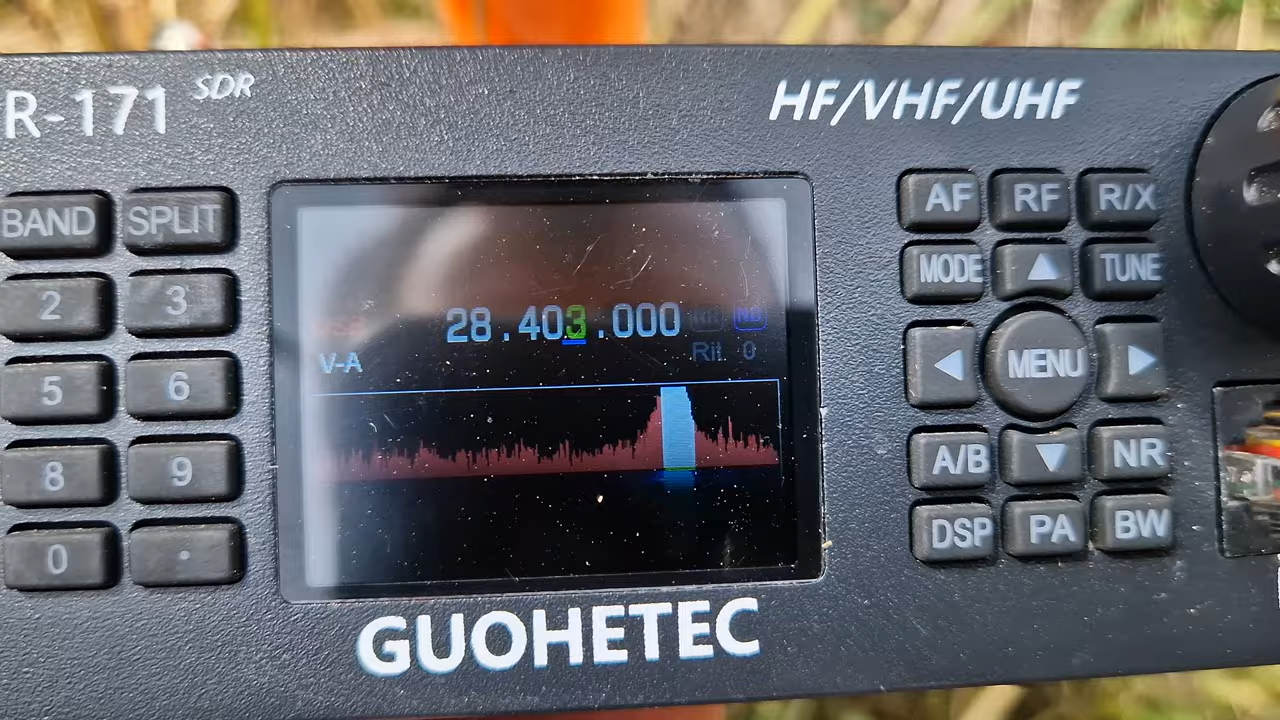 R-171 SDR
HF/VHF/UHF
BAND SPLIT
AF RF R/X
MODE TUNE
2 3
28.403.000
V-A
Rit 0
5 6
MENU
8 9
A/B NR
0 .
DSP PA BW
GUOHETEC